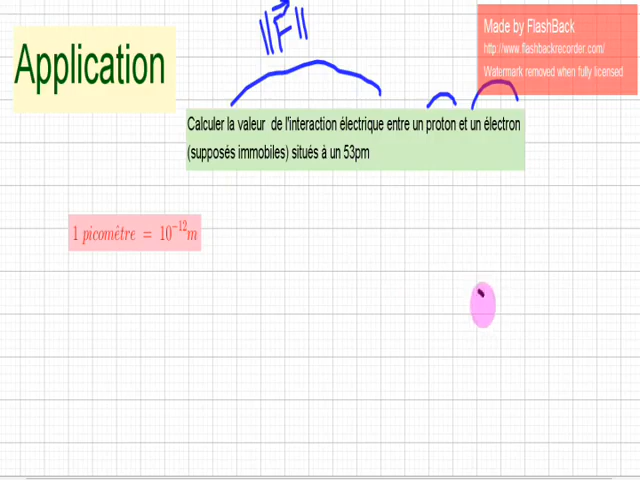 ‖F⃗‖
Made by FlashBack
http://www.flashbackrecorder.com/
Watermark removed when fully licensed
Application
Calculer la valeur de l'interaction électrique entre un proton et un électron
(supposés immobiles) situés à un 53pm
1 picomètre = 10⁻¹²m